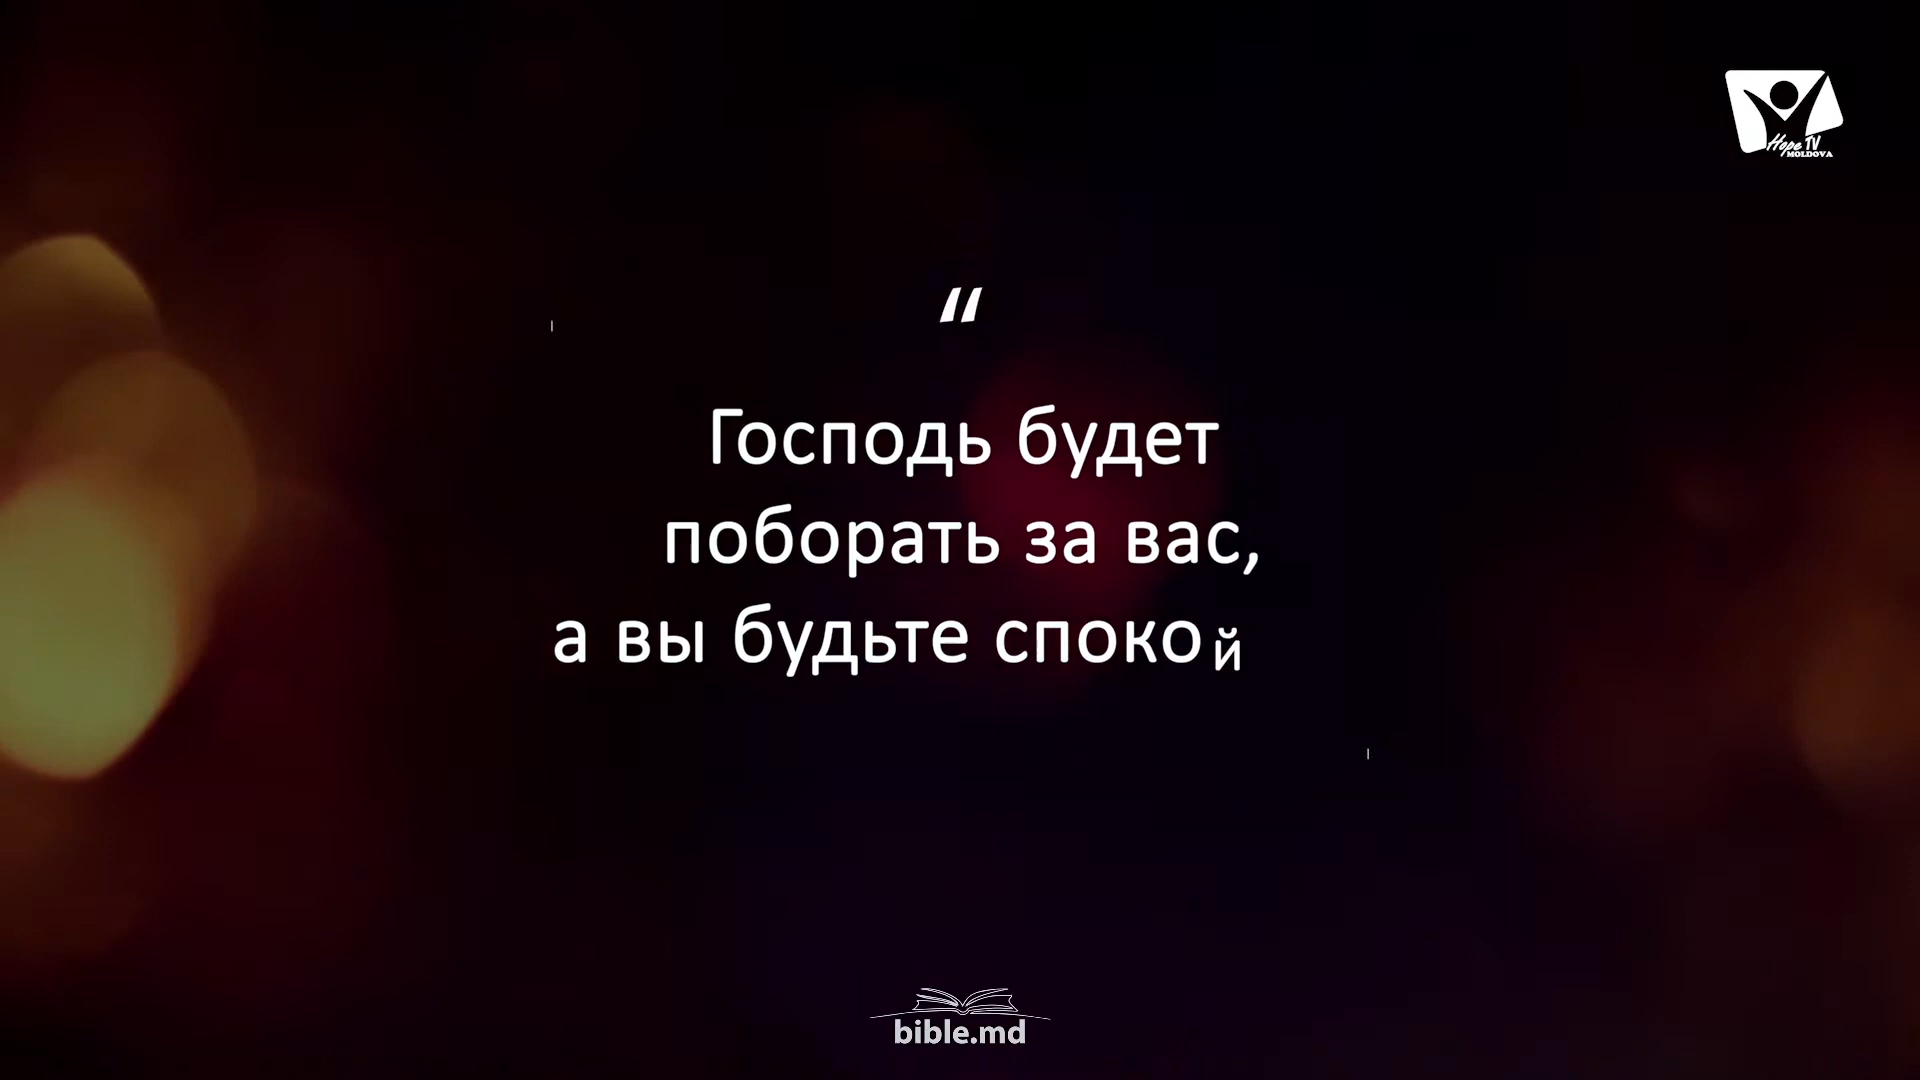 Hope TV
MOLDOVA
“
Господь будет
поборать за вас,
а вы будьте спокой
bible.md